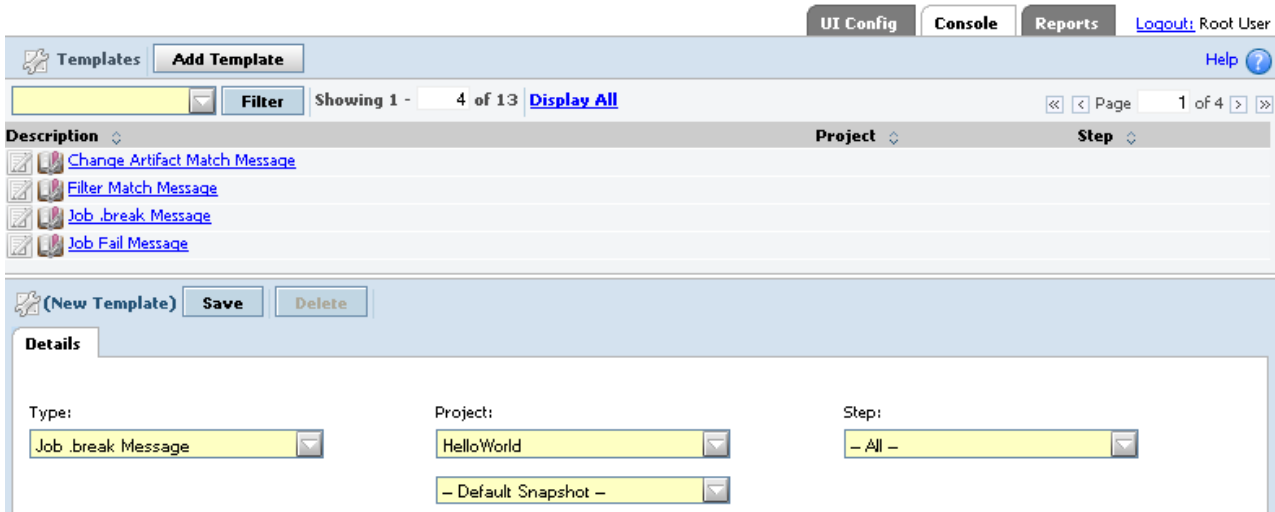 UI Config Console Reports Logout: Root User
Templates Add Template Help ?
Filter Showing 1 - 4 of 13 Display All « < Page 1 of 4 > »
Description Project Step
Change Artifact Match Message
Filter Match Message
Job .break Message
Job Fail Message
(New Template) Save Delete
Details
Type: Project: Step:
Job .break Message HelloWorld – All –
– Default Snapshot –